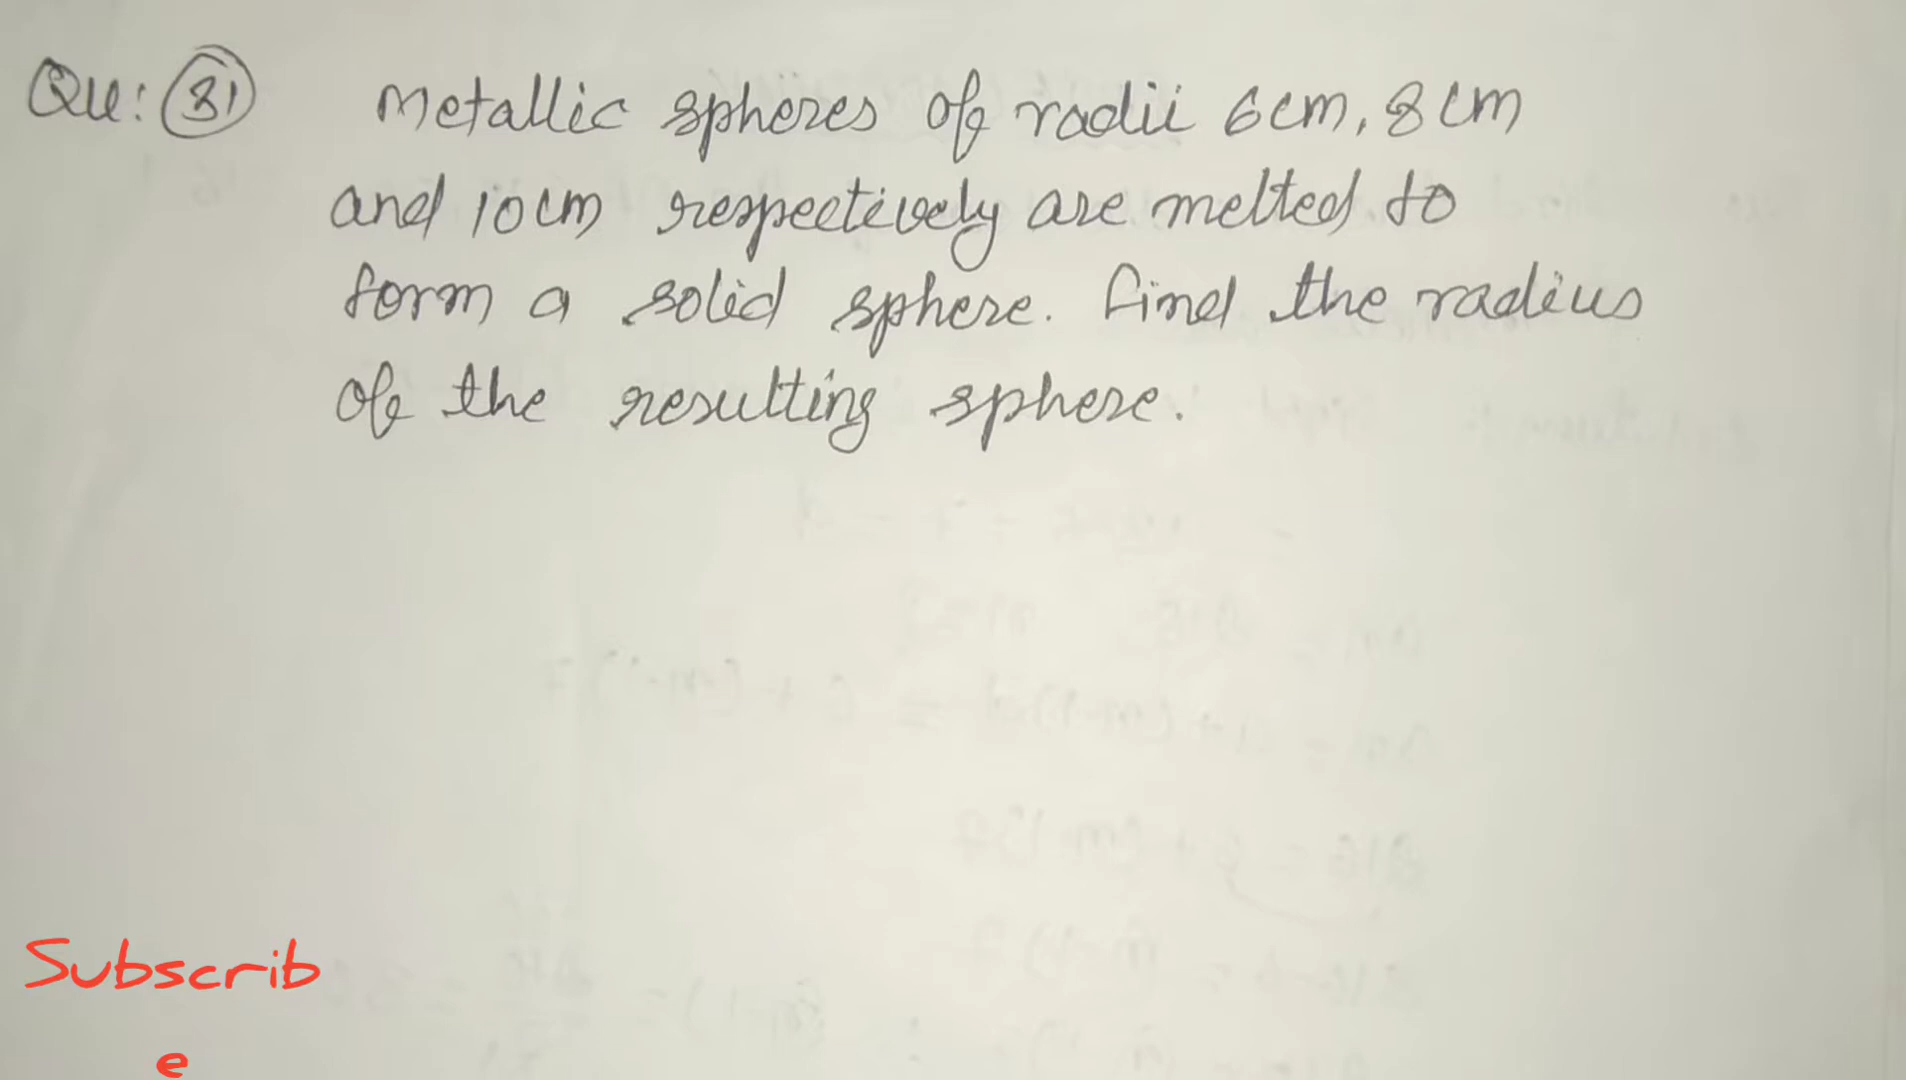 Qu: 31 Metallic spheres of radii 6cm, 8cm
and 10cm respectively are melted to
form a solid sphere. find the radius
of the resulting sphere.
Subscrib
e